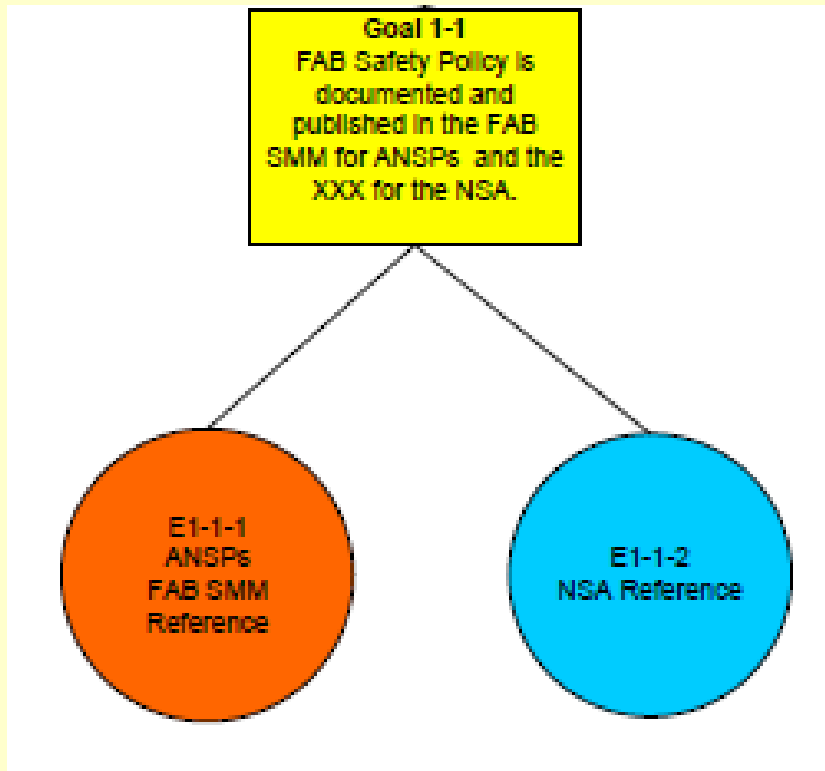 Goal 1-1
FAB Safety Policy is
documented and
published in the FAB
SMM for ANSPs and the
XXX for the NSA.
E1-1-1
ANSPs
FAB SMM
Reference
E1-1-2
NSA Reference